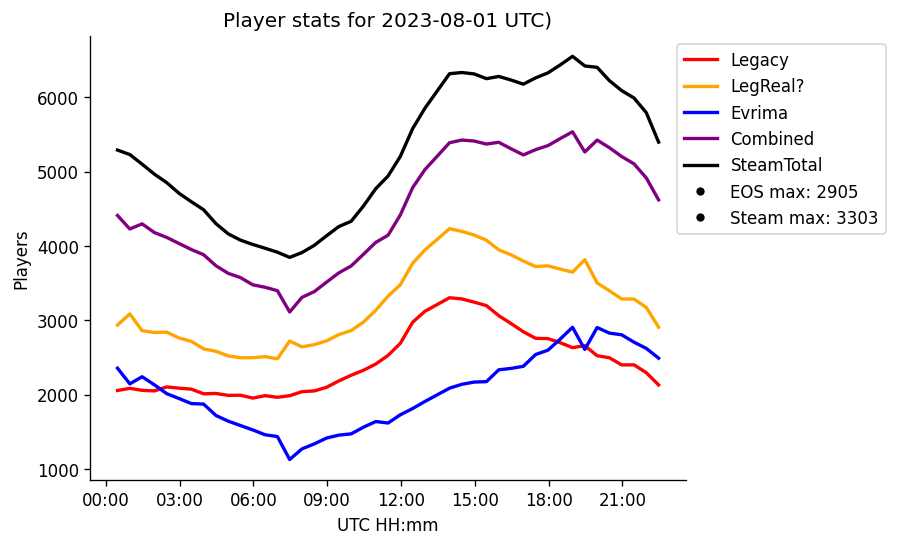 Player stats for 2023-08-01 UTC)
Legacy
LegReal?
Evrima
Combined
SteamTotal
EOS max: 2905
Steam max: 3303
Players
6000
5000
4000
3000
2000
1000
00:00 03:00 06:00 09:00 12:00 15:00 18:00 21:00
UTC HH:mm